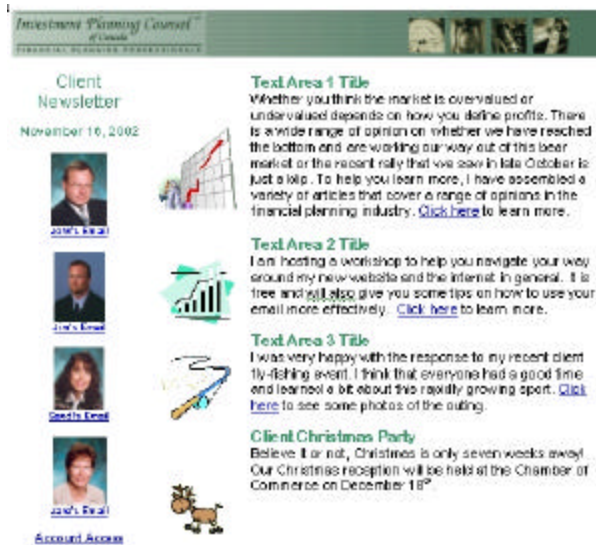 Investment Planning Counsel™
of Canada
FINANCIAL PLANNING PROFESSIONALS
Client
Newsletter
November 16, 2002
Email
Jim's Email
Sandi's Email
Email
Account Access
Text Area 1 Title
Whether you think the market is overvalued or
undervalued depends on how you define profits. There
is a wide range of opinion on whether we have reached
the bottom and are working our way out of this bear
market or the recent rally that we saw in late October is
just a blip. To help you learn more, I have assembled a
variety of articles that cover a range of opinions in the
financial planning industry. Click here to learn more.
Text Area 2 Title
I am hosting a workshop to help you navigate your way
around my new website and the internet in general. It is
free and will also give you some tips on how to use your
email more effectively. Click here to learn more.
Text Area 3 Title
I was very happy with the response to my recent client
fly-fishing event. I think that everyone had a good time
and learned a bit about this rapidly growing sport. Click
here to see some photos of the outing.
Client Christmas Party
Believe it or not, Christmas is only seven weeks away!
Our Christmas reception will be held at the Chamber of
Commerce on December 18th.